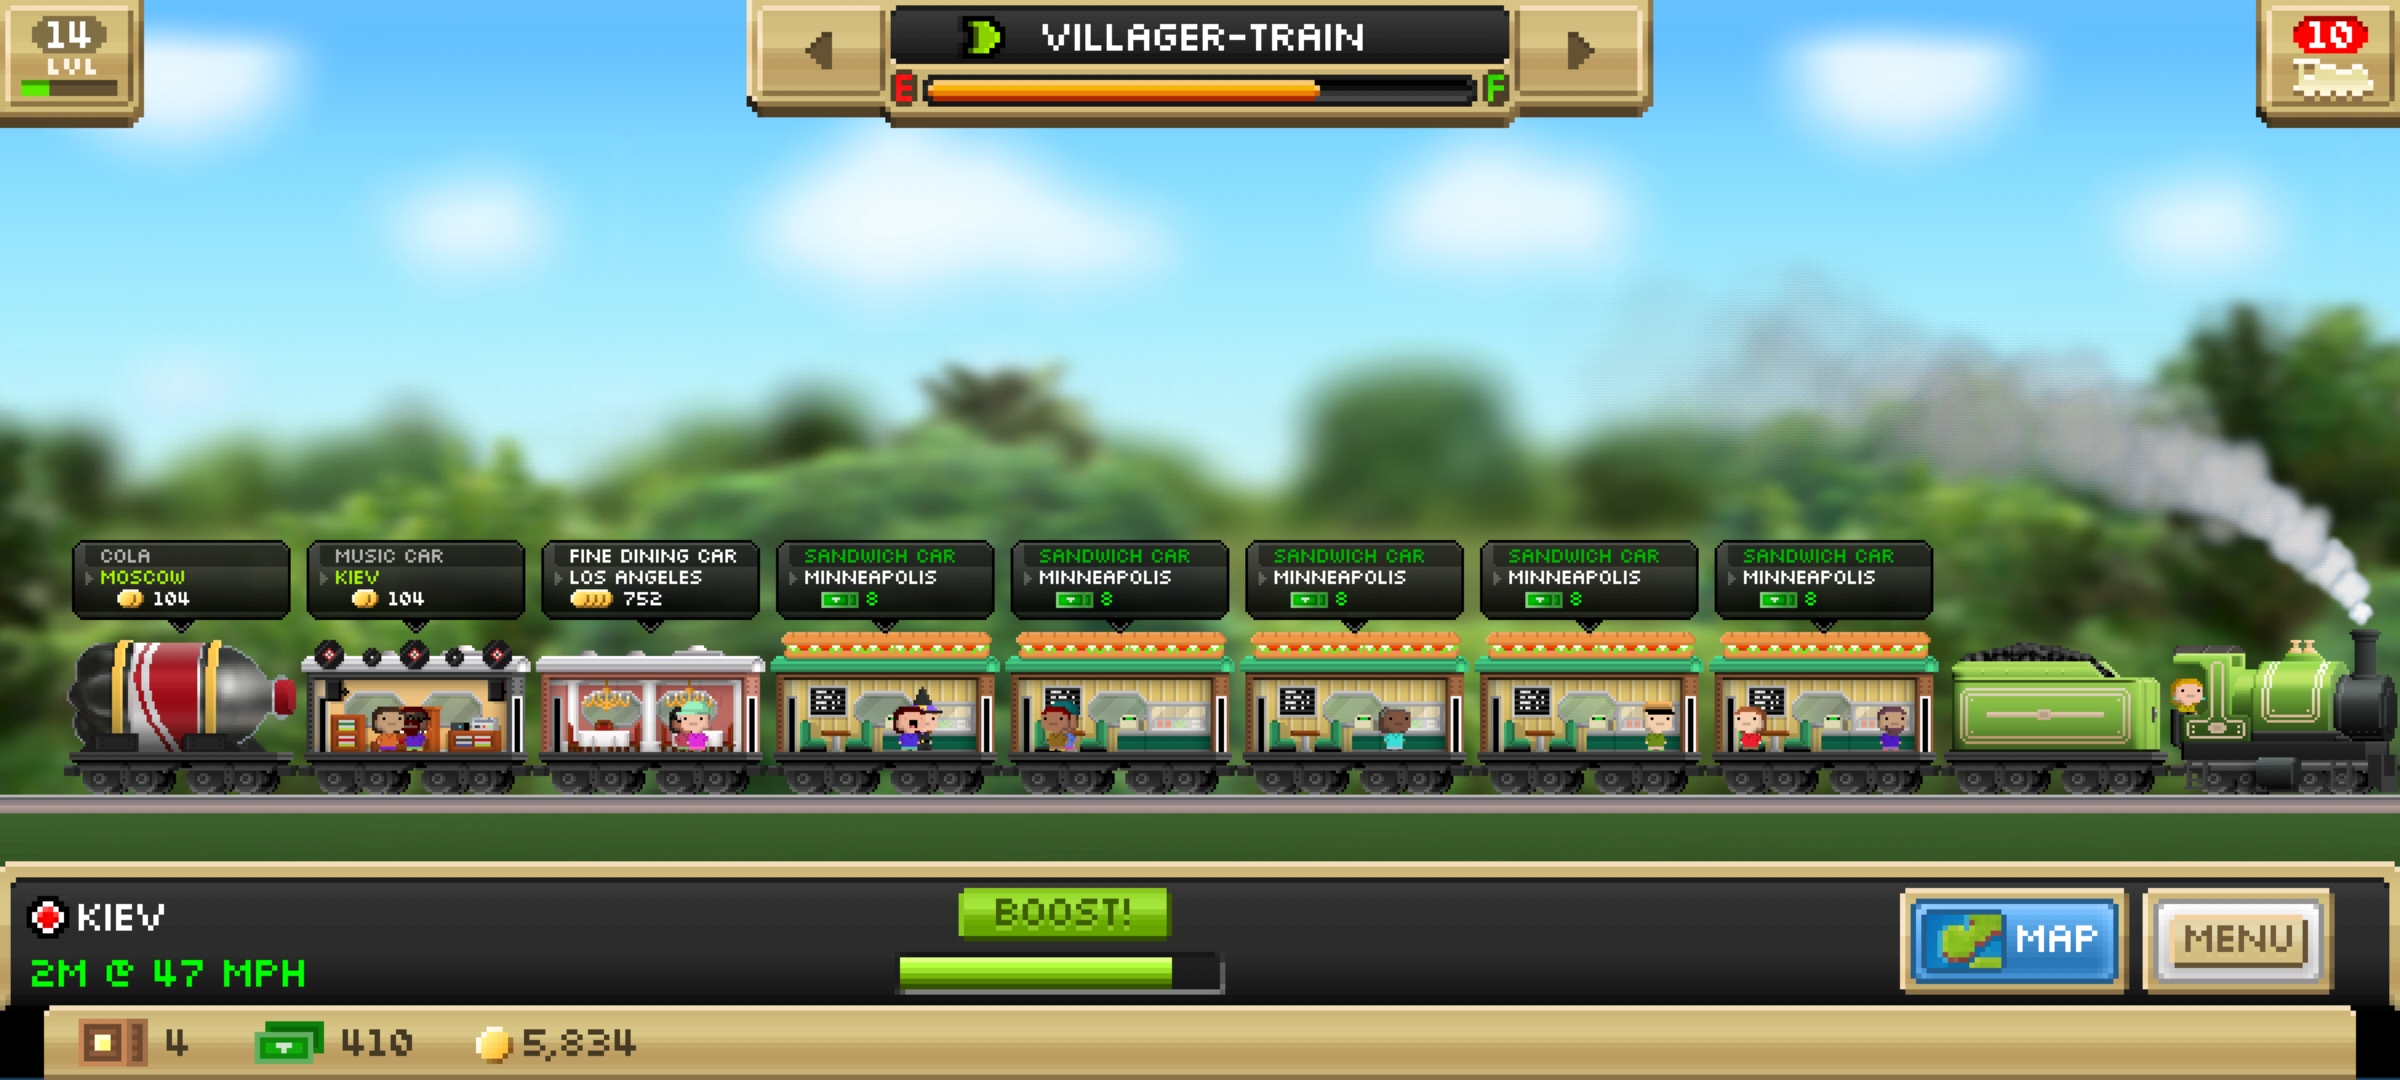 14
LVL
VILLAGER-TRAIN
E
F
10
COLA
MOSCOW
104
MUSIC CAR
KIEV
104
FINE DINING CAR
LOS ANGELES
752
SANDWICH CAR
MINNEAPOLIS
8
SANDWICH CAR
MINNEAPOLIS
8
SANDWICH CAR
MINNEAPOLIS
8
SANDWICH CAR
MINNEAPOLIS
8
SANDWICH CAR
MINNEAPOLIS
8
KIEV
2M @ 47 MPH
BOOST!
MAP
MENU
4
410
5,834